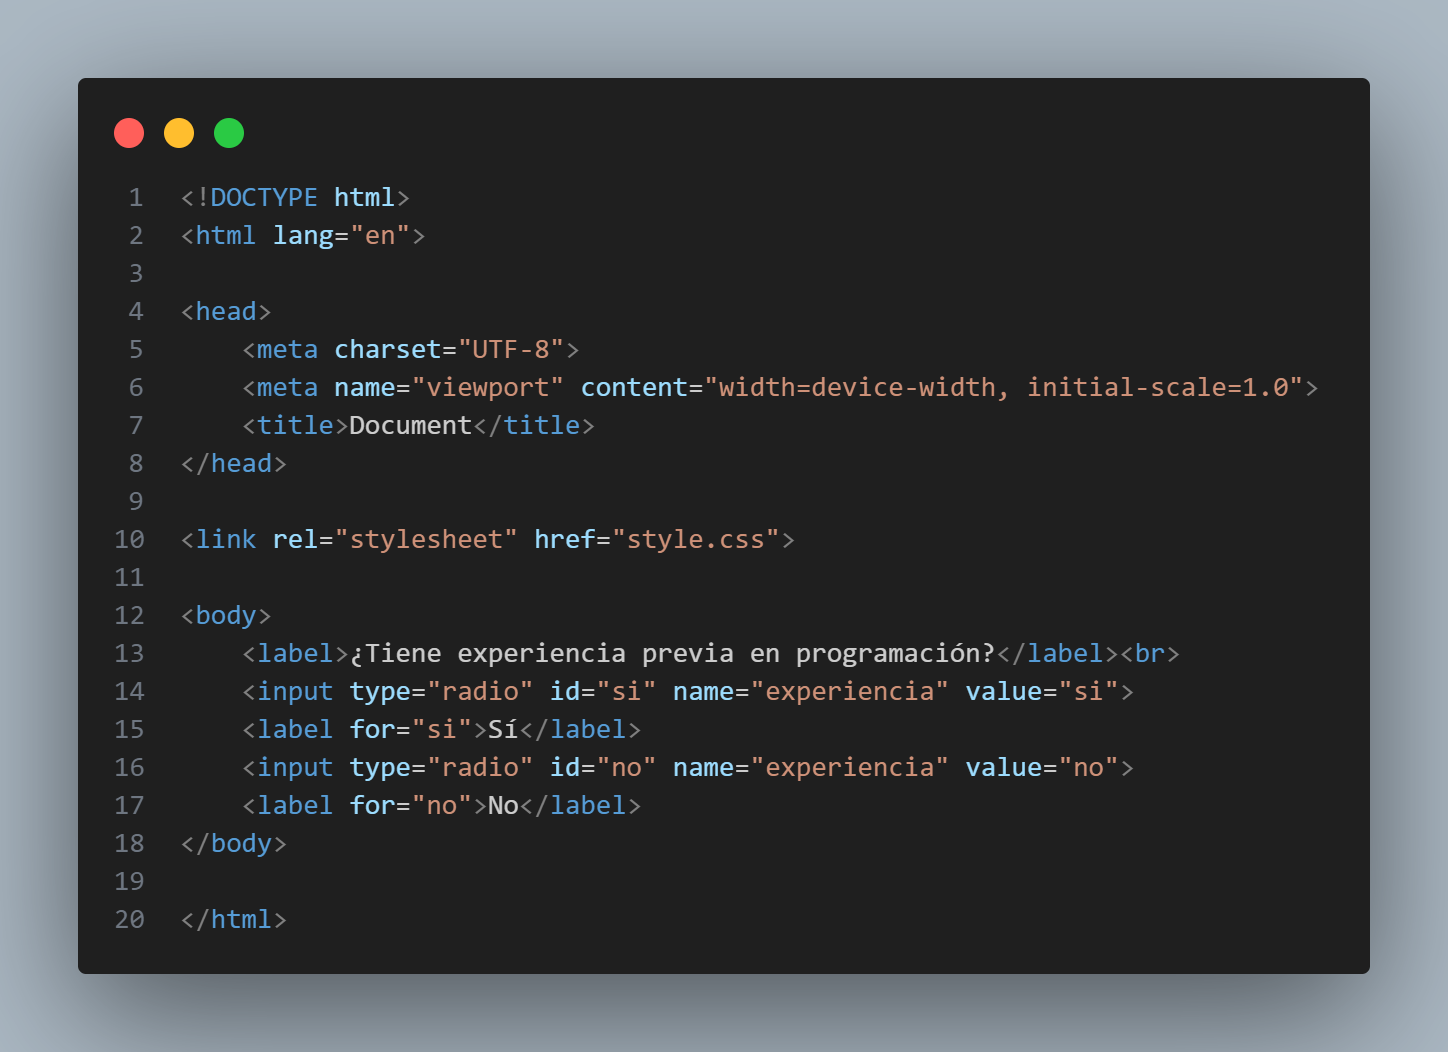 1 <!DOCTYPE html>
2 <html lang="en">
3
4 <head>
5     <meta charset="UTF-8">
6     <meta name="viewport" content="width=device-width, initial-scale=1.0">
7     <title>Document</title>
8 </head>
9
10 <link rel="stylesheet" href="style.css">
11
12 <body>
13     <label>¿Tiene experiencia previa en programación?</label><br>
14     <input type="radio" id="si" name="experiencia" value="si">
15     <label for="si">Sí</label>
16     <input type="radio" id="no" name="experiencia" value="no">
17     <label for="no">No</label>
18 </body>
19
20 </html>